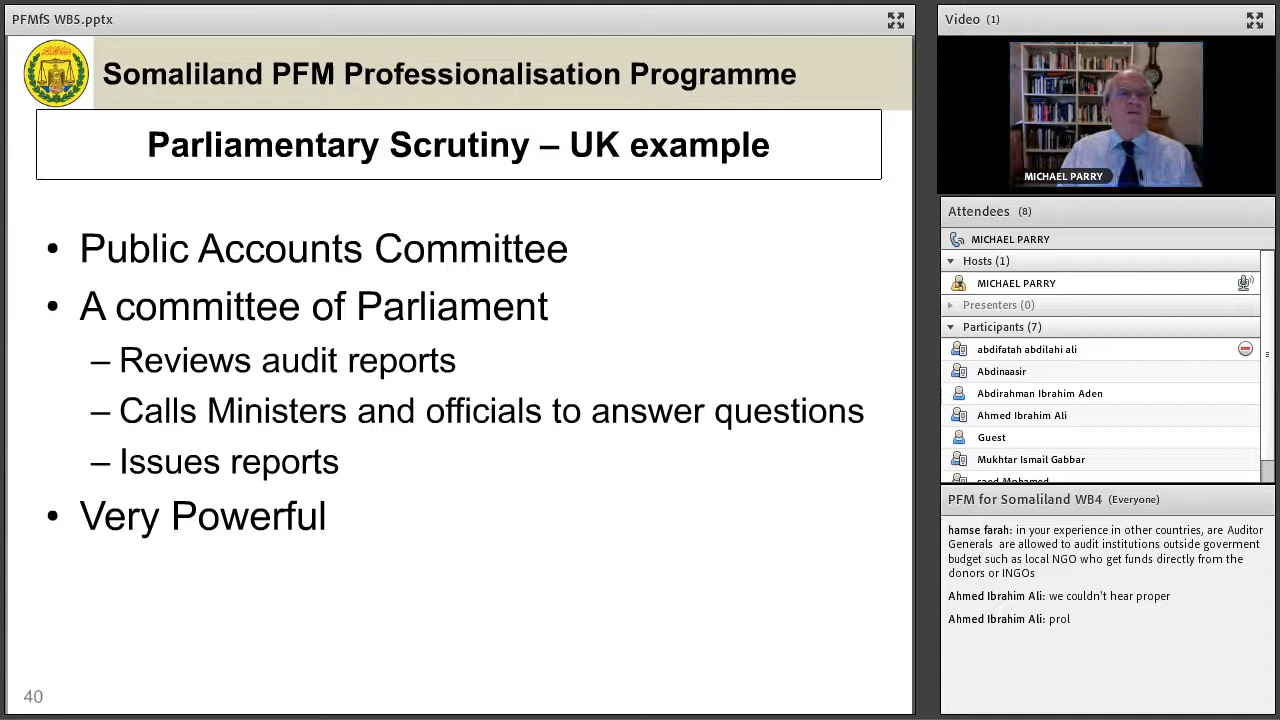 PFMfS WB5.pptx
Somaliland PFM Professionalisation Programme
Parliamentary Scrutiny – UK example
• Public Accounts Committee
• A committee of Parliament
– Reviews audit reports
– Calls Ministers and officials to answer questions
– Issues reports
• Very Powerful
40
Video (1)
MICHAEL PARRY
Attendees (8)
MICHAEL PARRY
Hosts (1)
MICHAEL PARRY
Presenters (0)
Participants (7)
abdifatah abdilahi ali
Abdinaasir
Abdirahman Ibrahim Aden
Ahmed Ibrahim Ali
Guest
Mukhtar Ismail Gabbar
saed Mohamed
PFM for Somaliland WB4 (Everyone)
hamse farah: in your experience in other countries, are Auditor
Generals are allowed to audit institutions outside goverment
budget such as local NGO who get funds directly from the
donors or INGOs
Ahmed Ibrahim Ali: we couldn't hear proper
Ahmed Ibrahim Ali: prol